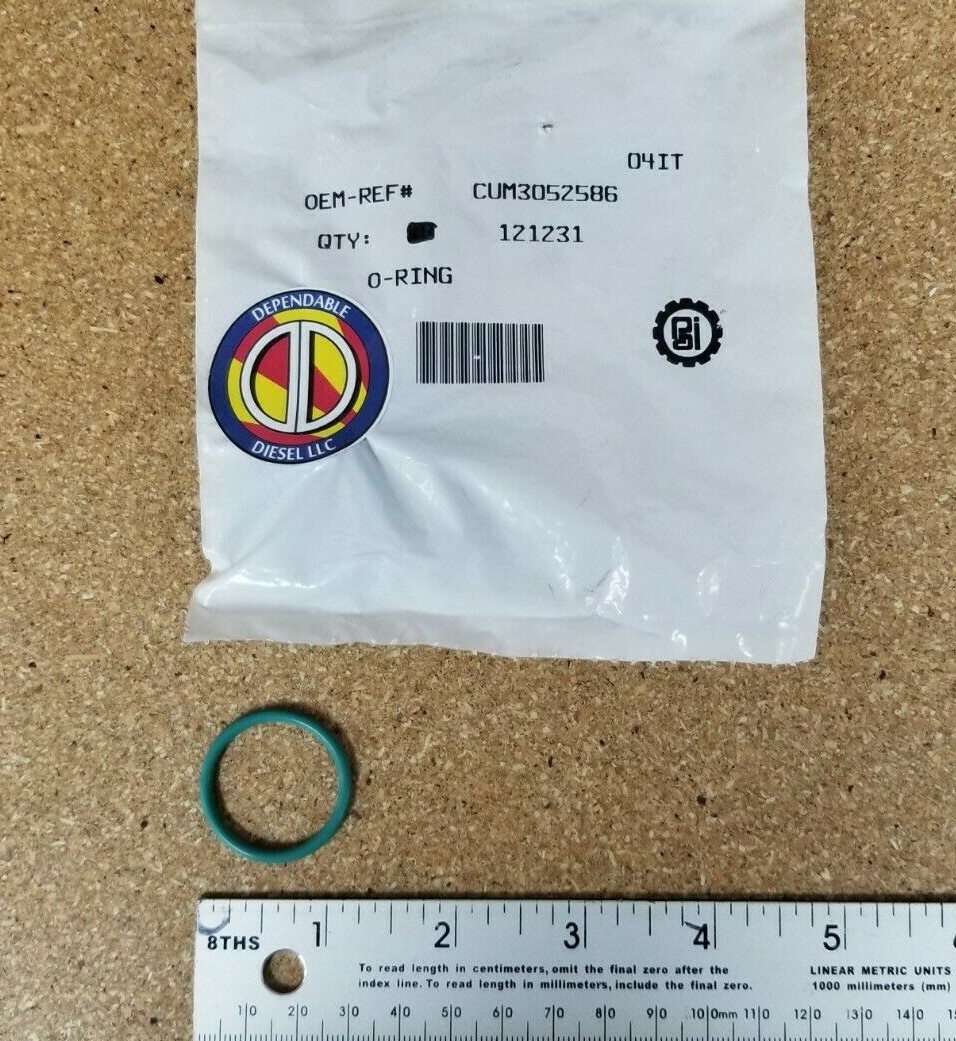 04IT
OEM-REF# CUM3052586
QTY: 121231
O-RING
DEPENDABLE
DIESEL LLC
8THS 1 2 3 4 5
To read length in centimeters, omit the final zero after the
index line. To read length in millimeters, include the final zero.
LINEAR METRIC UNITS
1000 millimeters (mm)
10 20 30 40 50 60 70 80 90 100mm 110 120 130 140